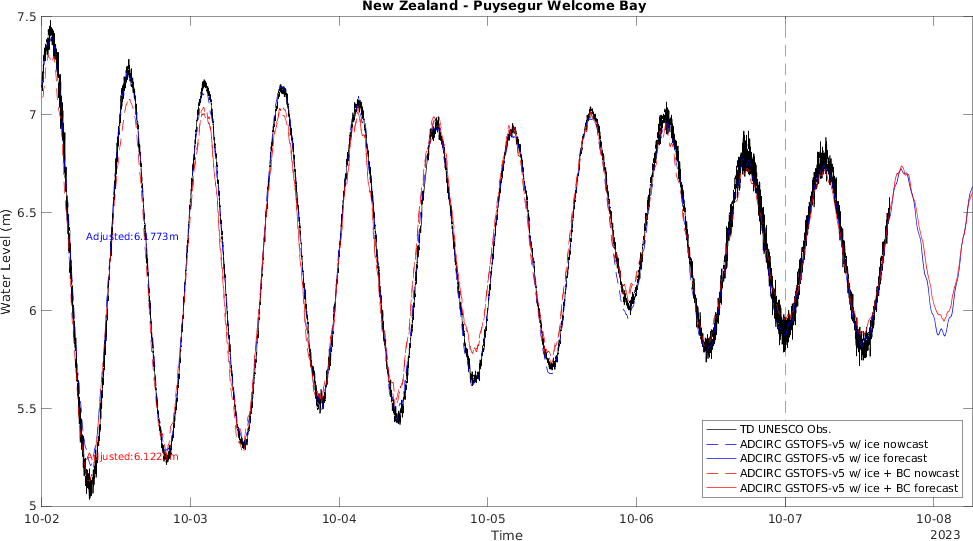 New Zealand - Puysegur Welcome Bay
7.5
7
6.5
6
5.5
5
Water Level (m)
Adjusted:6.1773m
TD UNESCO Obs.
ADCIRC GSTOFS-v5 w/ ice nowcast
ADCIRC GSTOFS-v5 w/ ice forecast
ADCIRC GSTOFS-v5 w/ ice + BC nowcast
ADCIRC GSTOFS-v5 w/ ice + BC forecast
10-02
10-03
10-04
10-05
10-06
10-07
10-08
Time
2023